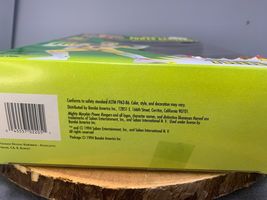 Conforms to safety standard ASTM F963-86. Color, style, and decoration may vary.
Distributed by Bandai America Inc., 12851 E. 166th Street, Cerritos, California 90701
Mighty Morphin Power Rangers and all logos, character names, and distinctive likenesses thereof are
Trademarks of Saban Entertainment, Inc., and Saban International N. V. Used under license by
Bandai America Inc.
™ and © 1994 Saban Entertainment, Inc., and Saban International N. V.
All rights reserved
Package © 1994 Bandai America Inc.